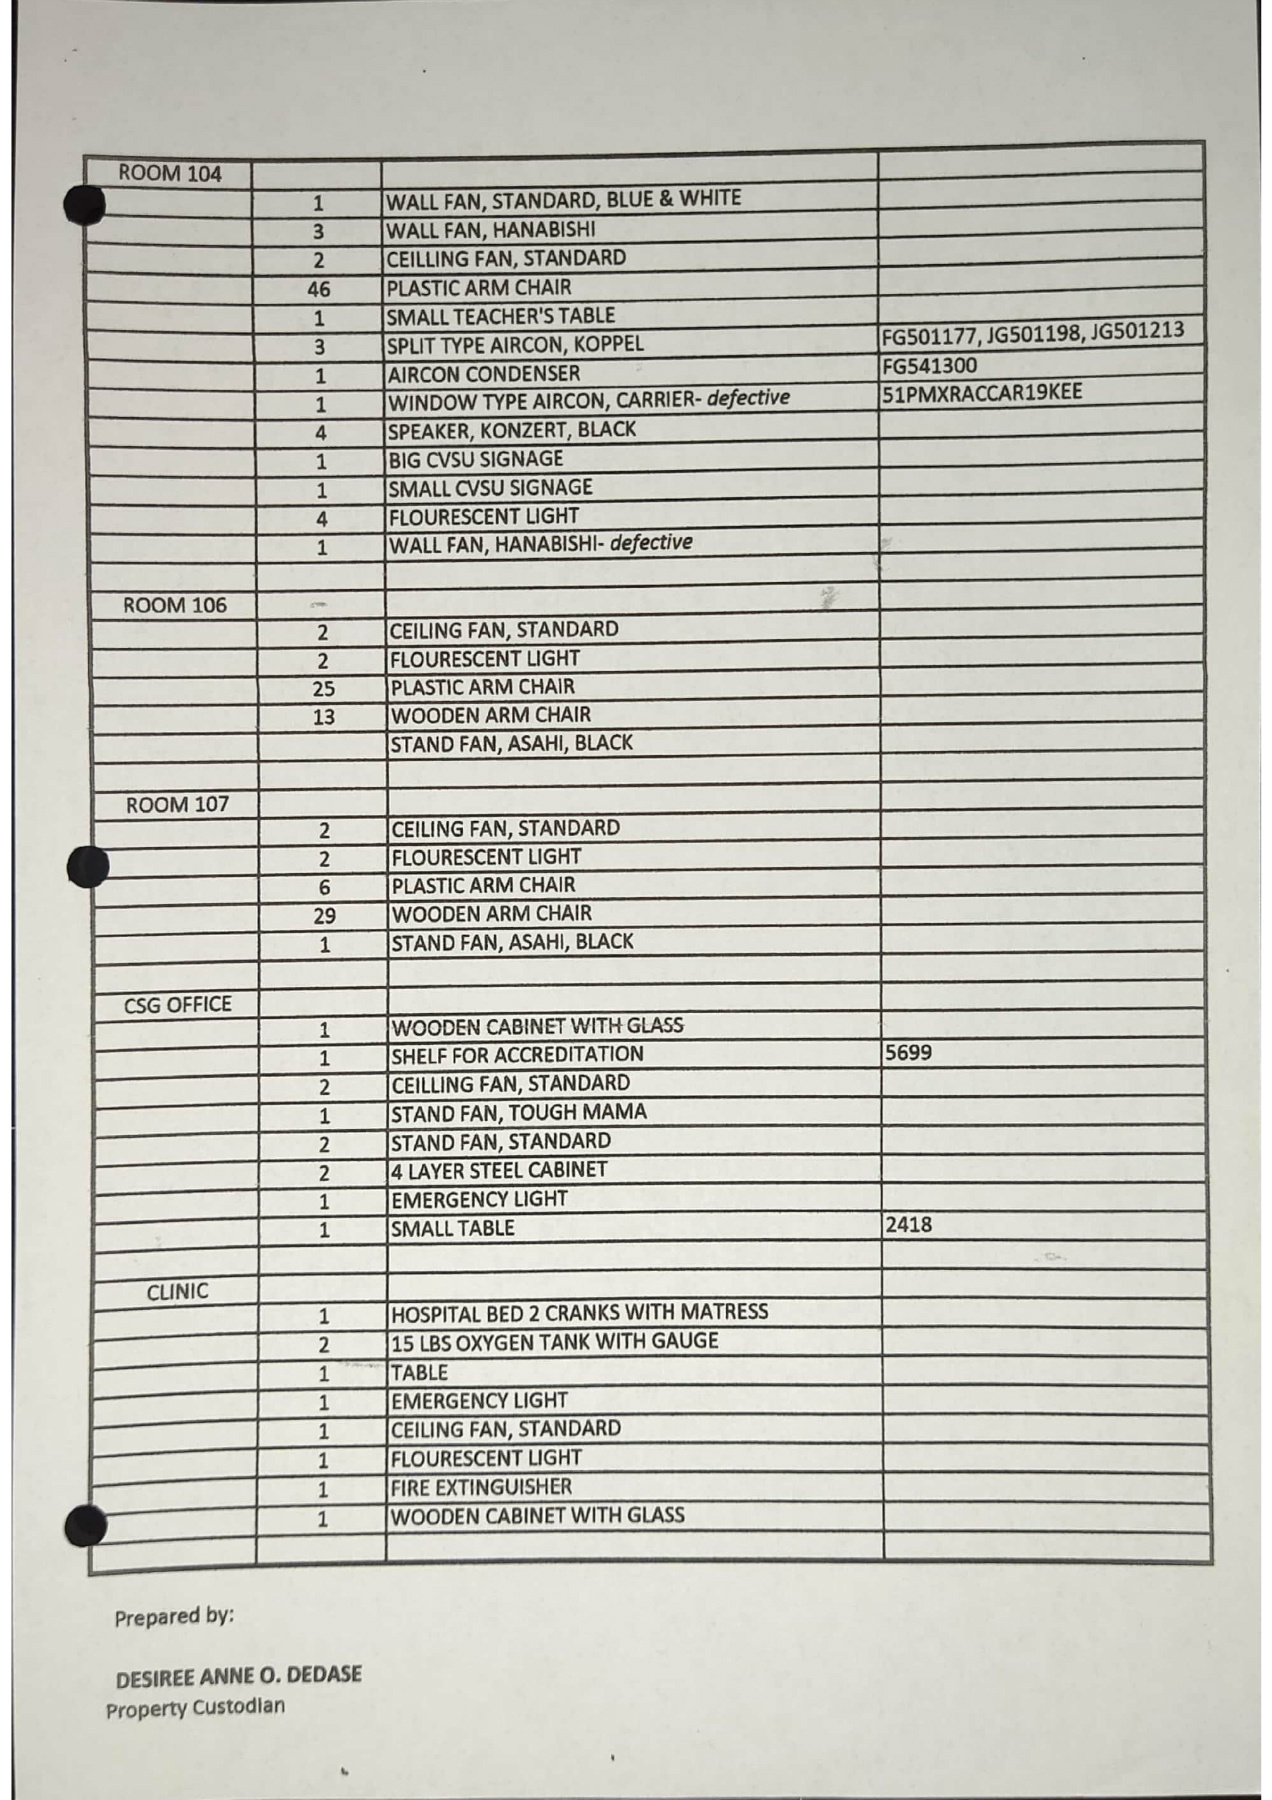 ROOM 104
1 WALL FAN, STANDARD, BLUE & WHITE
3 WALL FAN, HANABISHI
2 CEILLING FAN, STANDARD
46 PLASTIC ARM CHAIR
1 SMALL TEACHER'S TABLE
3 SPLIT TYPE AIRCON, KOPPEL FG501177, JG501198, JG501213
1 AIRCON CONDENSER FG541300
1 WINDOW TYPE AIRCON, CARRIER- defective 51PMXRACCAR19KEE
4 SPEAKER, KONZERT, BLACK
1 BIG CVSU SIGNAGE
1 SMALL CVSU SIGNAGE
4 FLOURESCENT LIGHT
1 WALL FAN, HANABISHI- defective
ROOM 106
2 CEILING FAN, STANDARD
2 FLOURESCENT LIGHT
25 PLASTIC ARM CHAIR
13 WOODEN ARM CHAIR
STAND FAN, ASAHI, BLACK
ROOM 107
2 CEILING FAN, STANDARD
2 FLOURESCENT LIGHT
6 PLASTIC ARM CHAIR
29 WOODEN ARM CHAIR
1 STAND FAN, ASAHI, BLACK
CSG OFFICE
1 WOODEN CABINET WITH GLASS
1 SHELF FOR ACCREDITATION 5699
2 CEILLING FAN, STANDARD
1 STAND FAN, TOUGH MAMA
2 STAND FAN, STANDARD
2 4 LAYER STEEL CABINET
1 EMERGENCY LIGHT
1 SMALL TABLE 2418
CLINIC
1 HOSPITAL BED 2 CRANKS WITH MATRESS
2 15 LBS OXYGEN TANK WITH GAUGE
1 TABLE
1 EMERGENCY LIGHT
1 CEILING FAN, STANDARD
1 FLOURESCENT LIGHT
1 FIRE EXTINGUISHER
1 WOODEN CABINET WITH GLASS
Prepared by:
DESIREE ANNE O. DEDASE
Property Custodian